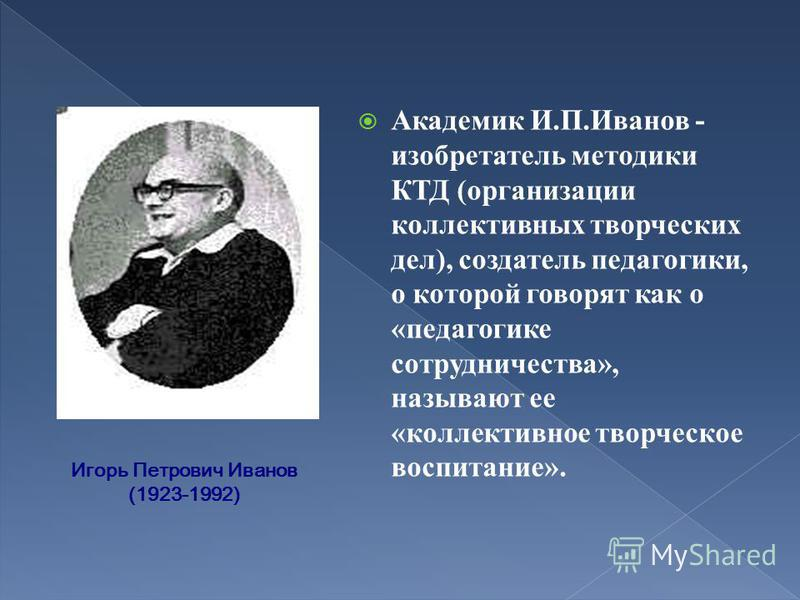 Академик И.П.Иванов -
изобретатель методики
КТД (организации
коллективных творческих
дел), создатель педагогики,
о которой говорят как о
«педагогике
сотрудничества»,
называют ее
«коллективное творческое
воспитание».
Игорь Петрович Иванов
(1923-1992)
MyShared